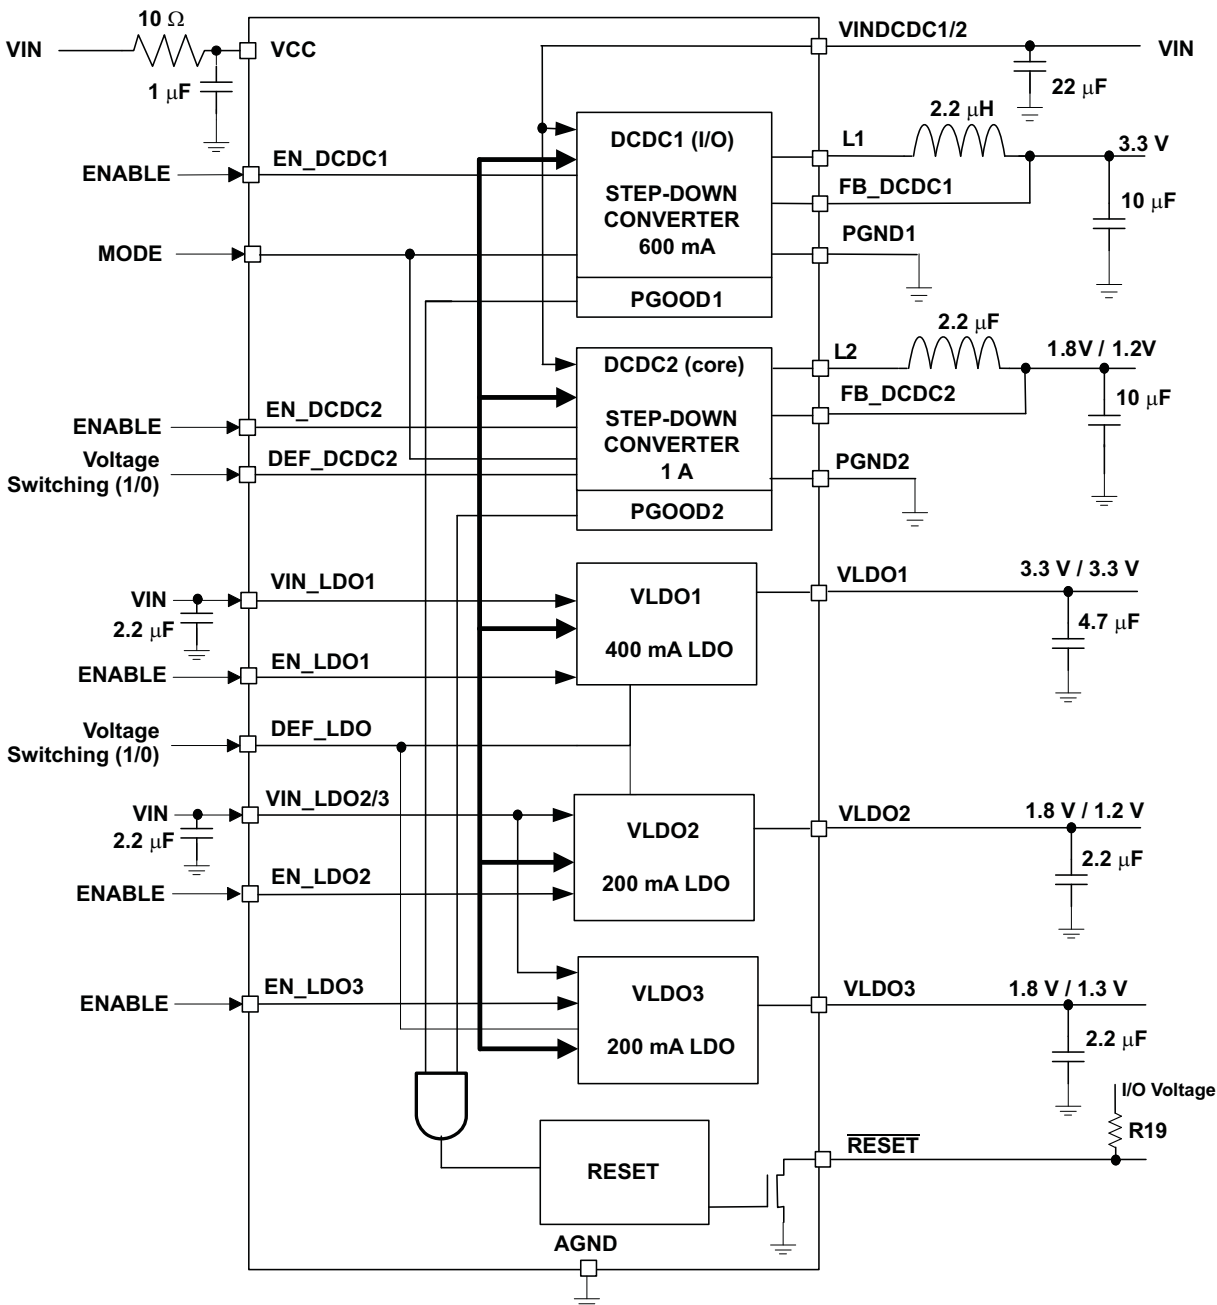 10 Ω
VIN
VCC
1 μF
VINDCDC1/2
VIN
22 μF
2.2 μH
DCDC1 (I/O)
L1
3.3 V
ENABLE
EN_DCDC1
STEP-DOWN
CONVERTER
600 mA
FB_DCDC1
10 μF
MODE
PGND1
PGOOD1
2.2 μF
DCDC2 (core)
L2
1.8V / 1.2V
STEP-DOWN
CONVERTER
1 A
FB_DCDC2
10 μF
ENABLE
EN_DCDC2
Voltage
Switching (1/0)
DEF_DCDC2
PGND2
PGOOD2
VIN
VIN_LDO1
2.2 μF
VLDO1
400 mA LDO
VLDO1
3.3 V / 3.3 V
4.7 μF
ENABLE
EN_LDO1
Voltage
Switching (1/0)
DEF_LDO
VIN
VIN_LDO2/3
2.2 μF
VLDO2
200 mA LDO
VLDO2
1.8 V / 1.2 V
2.2 μF
ENABLE
EN_LDO2
ENABLE
EN_LDO3
VLDO3
200 mA LDO
VLDO3
1.8 V / 1.3 V
2.2 μF
I/O Voltage
R19
RESET
RESET
AGND